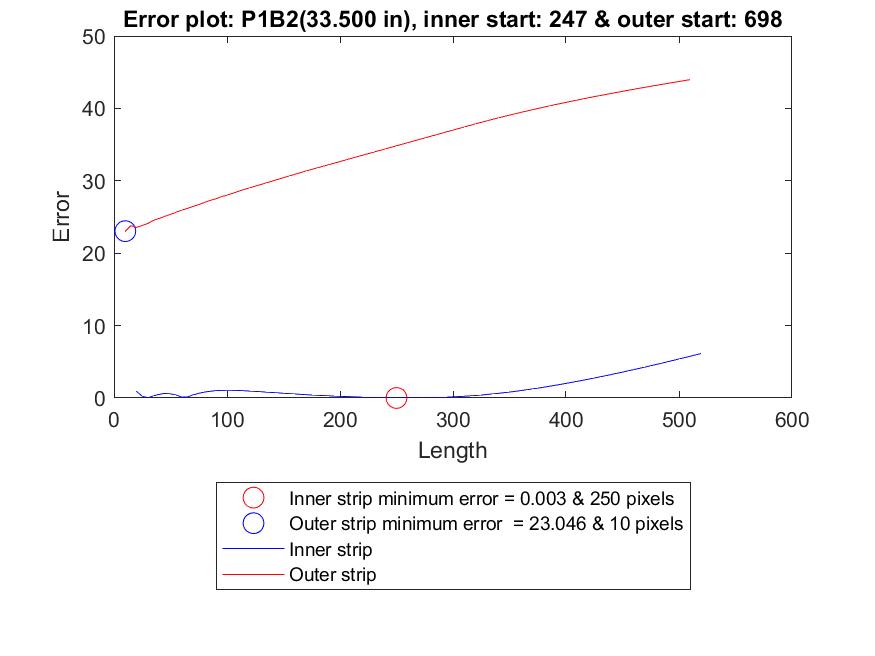 Error plot: P1B2(33.500 in), inner start: 247 & outer start: 698
50
40
30
20
10
0
Error
0 100 200 300 400 500 600
Length
Inner strip minimum error = 0.003 & 250 pixels
Outer strip minimum error  = 23.046 & 10 pixels
Inner strip
Outer strip